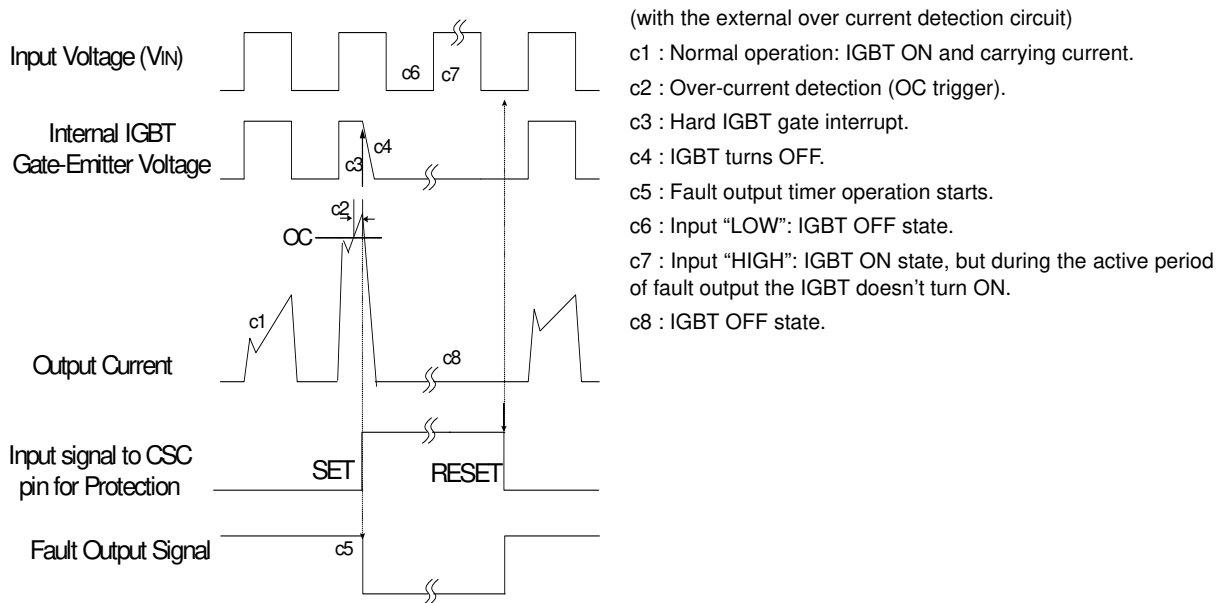 Input Voltage (VIN)
c6
c7
Internal IGBT
Gate-Emitter Voltage
c4
c3
c2
OC
c1
Output Current
c8
Input signal to CSC
pin for Protection
SET
RESET
Fault Output Signal
c5
(with the external over current detection circuit)
c1 : Normal operation: IGBT ON and carrying current.
c2 : Over-current detection (OC trigger).
c3 : Hard IGBT gate interrupt.
c4 : IGBT turns OFF.
c5 : Fault output timer operation starts.
c6 : Input “LOW”: IGBT OFF state.
c7 : Input “HIGH”: IGBT ON state, but during the active period
of fault output the IGBT doesn’t turn ON.
c8 : IGBT OFF state.